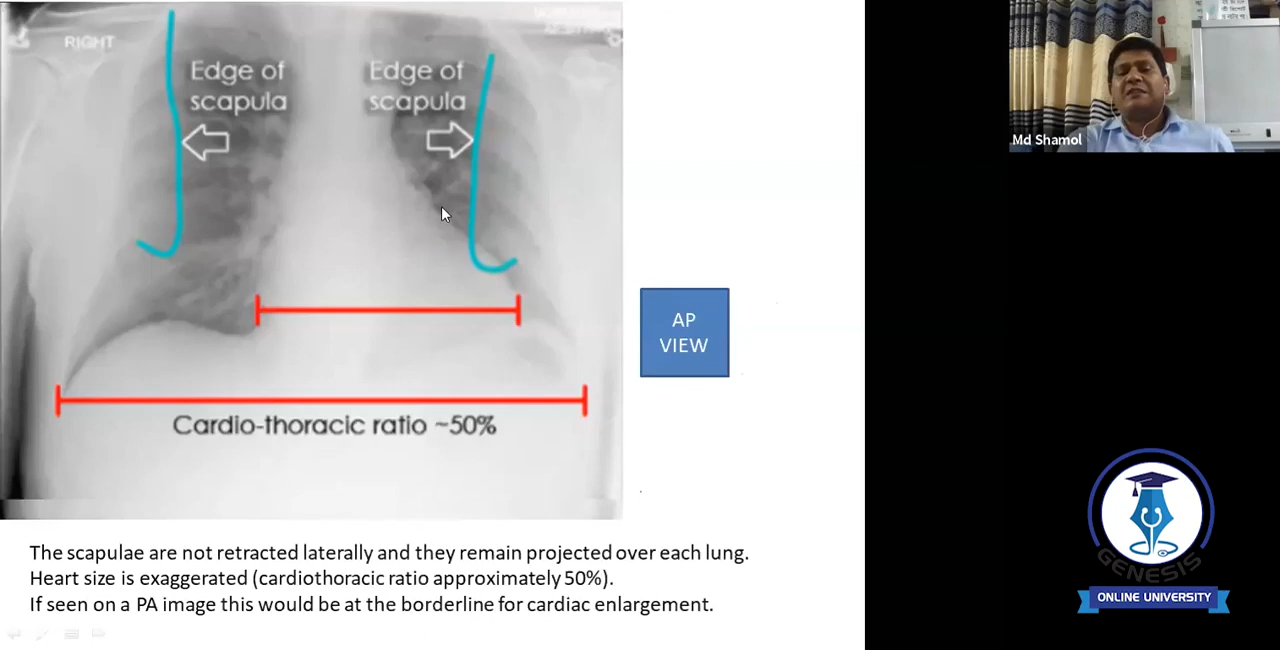 RIGHT
Edge of
scapula
Edge of
scapula
Cardio-thoracic ratio ~50%
AP
VIEW
The scapulae are not retracted laterally and they remain projected over each lung.
Heart size is exaggerated (cardiothoracic ratio approximately 50%).
If seen on a PA image this would be at the borderline for cardiac enlargement.
Md Shamol
GENESIS
ONLINE UNIVERSITY